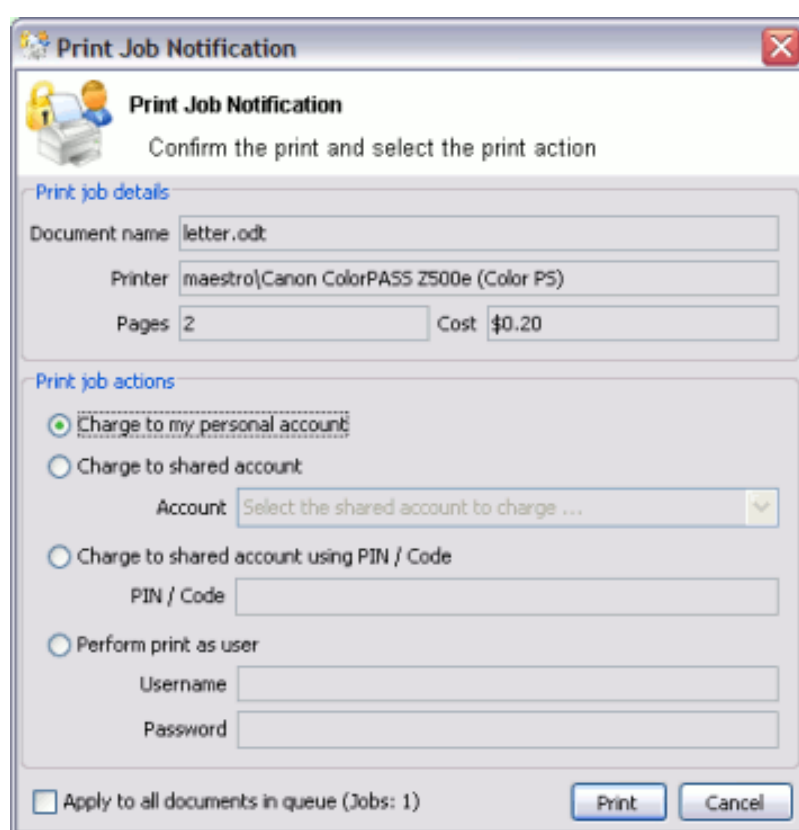 Print Job Notification
Print Job Notification
Confirm the print and select the print action
Print job details
Document name letter.odt
Printer maestro\Canon ColorPASS Z500e (Color PS)
Pages 2 Cost $0.20
Print job actions
Charge to my personal account
Charge to shared account
Account Select the shared account to charge ...
Charge to shared account using PIN / Code
PIN / Code
Perform print as user
Username
Password
Apply to all documents in queue (Jobs: 1) Print Cancel